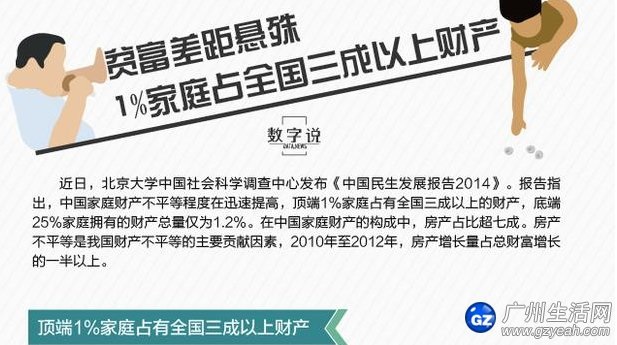 贫富差距悬殊
1%家庭占全国三成以上财产
数字说
DATA NEWS
近日，北京大学中国社会科学调查中心发布《中国民生发展报告2014》。报告指
出，中国家庭财产不平等程度在迅速提高，顶端1%家庭占有全国三成以上的财产，底端
25%家庭拥有的财产总量仅为1.2%。在中国家庭财产的构成中，房产占比超七成。房产
不平等是我国财产不平等的主要贡献因素，2010年至2012年，房产增长量占总财富增长
的一半以上。
顶端1%家庭占有全国三成以上财产
GZ 广州生活网
www.gzyeah.com